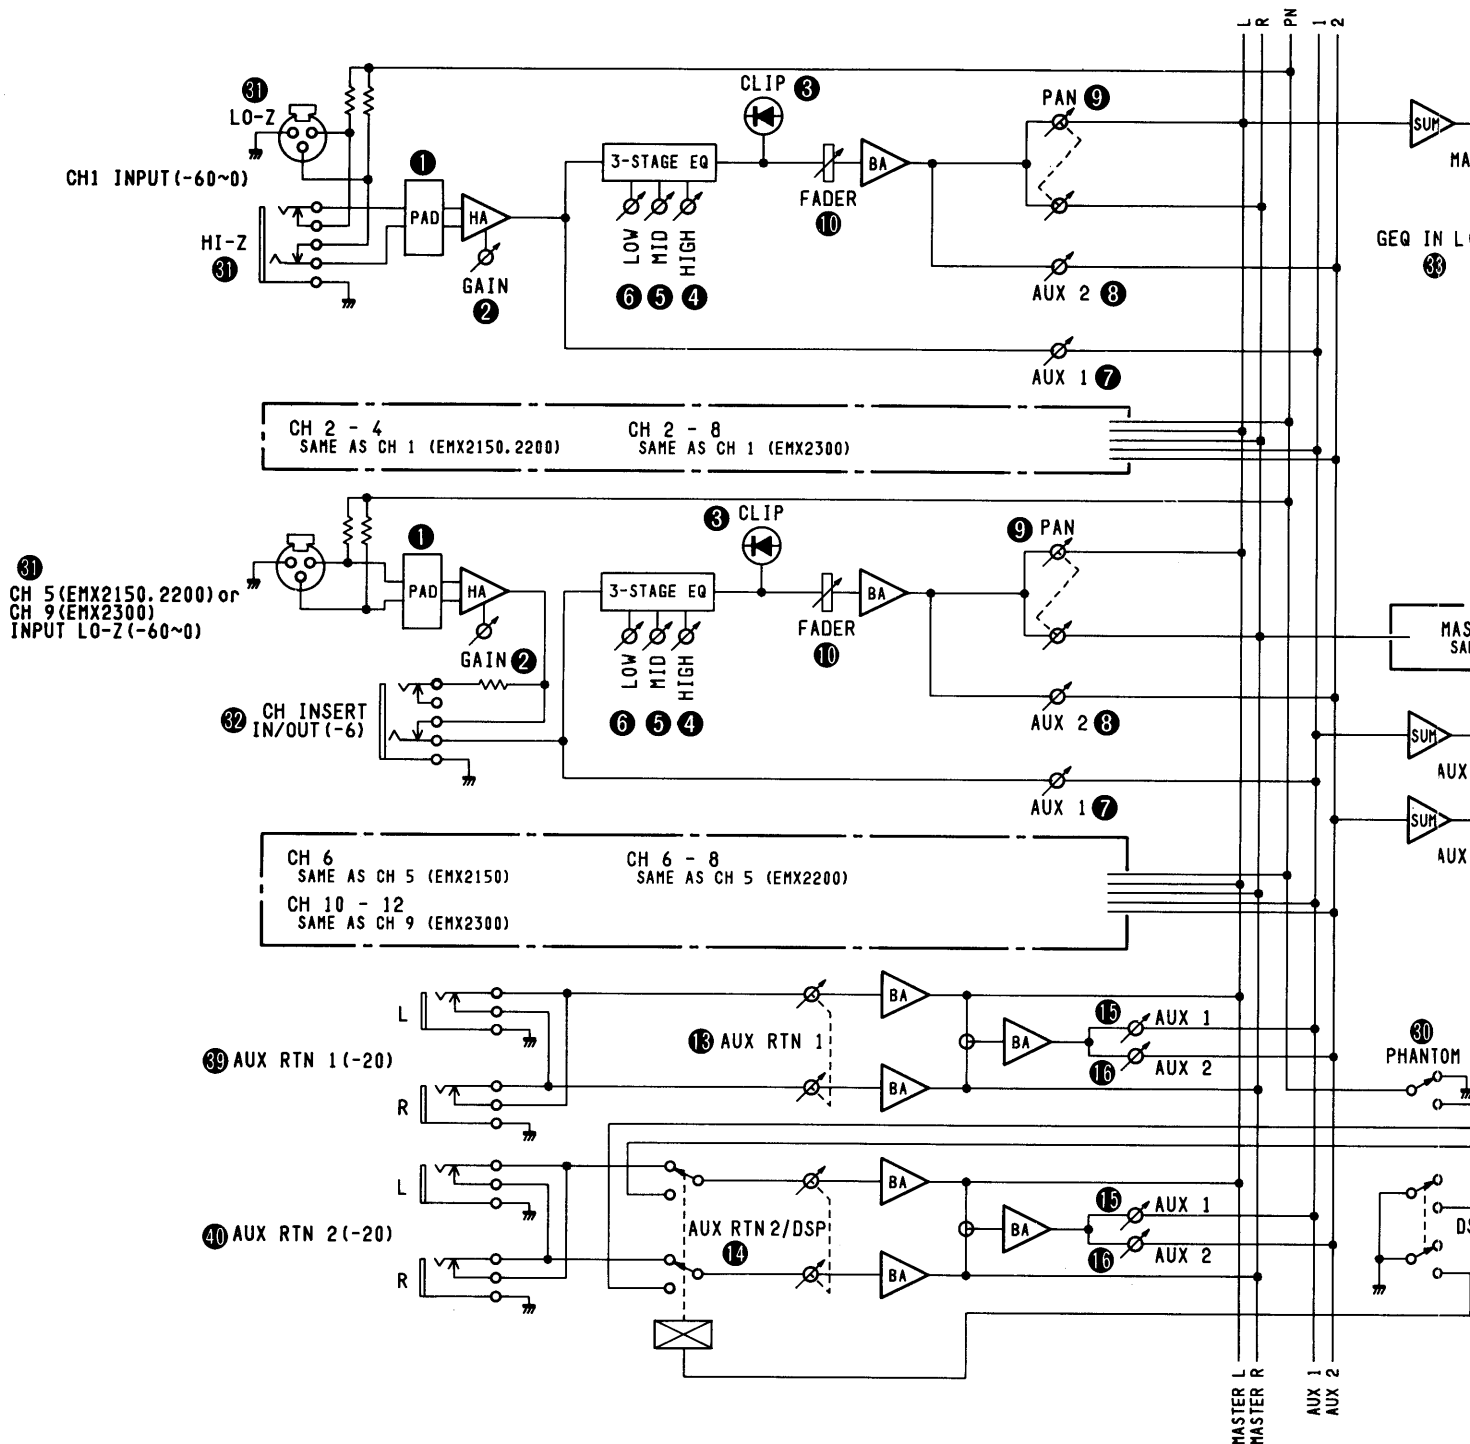 L
R
PN
1
2
31
LO-Z
CH1 INPUT(-60~0)
HI-Z
31
1
PAD
HA
GAIN
2
3-STAGE EQ
LOW
MID
HIGH
6
5
4
CLIP 3
FADER
10
BA
PAN 9
AUX 2 8
AUX 1 7
SUM
MA
GEQ IN L
33
CH 2 - 4
SAME AS CH 1 (EMX2150.2200)
CH 2 - 8
SAME AS CH 1 (EMX2300)
31
CH 5(EMX2150.2200)or
CH 9(EMX2300)
INPUT LO-Z(-60~0)
1
PAD
HA
GAIN 2
32 CH INSERT
IN/OUT(-6)
3-STAGE EQ
LOW
MID
HIGH
6
5
4
3 CLIP
FADER
10
BA
9 PAN
AUX 2 8
AUX 1 7
MAS
SA
SUM
AUX
SUM
AUX
CH 6
SAME AS CH 5 (EMX2150)
CH 6 - 8
SAME AS CH 5 (EMX2200)
CH 10 - 12
SAME AS CH 9 (EMX2300)
L
39 AUX RTN 1(-20)
R
13 AUX RTN 1
BA
BA
BA
15 AUX 1
16 AUX 2
30
PHANTOM
L
40 AUX RTN 2(-20)
R
AUX RTN2/DSP
14
BA
BA
BA
15 AUX 1
16 AUX 2
DS
MASTER L
MASTER R
AUX 1
AUX 2